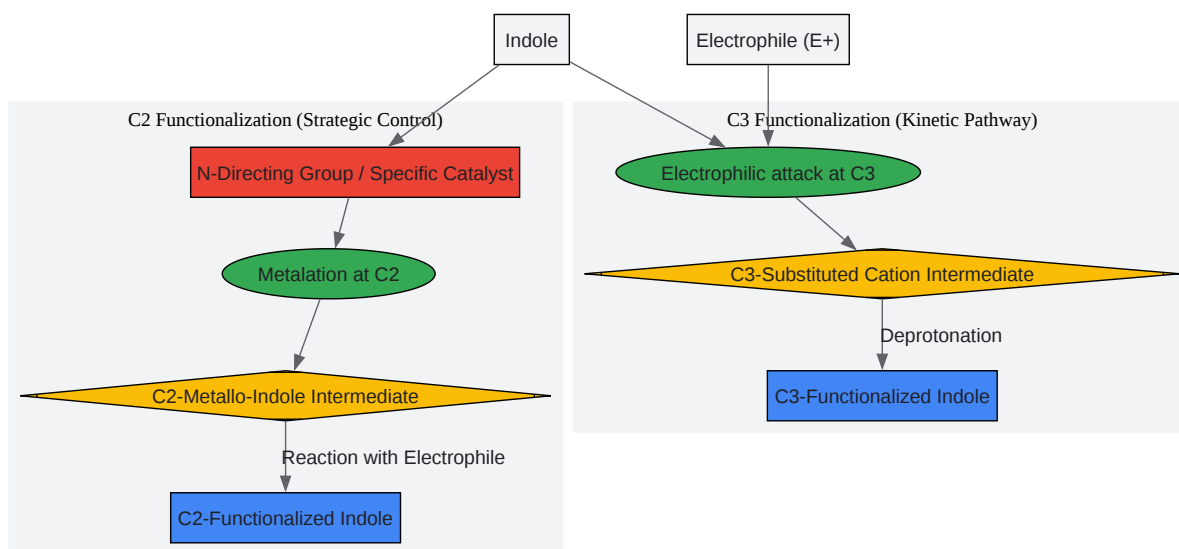 Indole
Electrophile (E+)
C2 Functionalization (Strategic Control)
C3 Functionalization (Kinetic Pathway)
N-Directing Group / Specific Catalyst
Electrophilic attack at C3
Metalation at C2
C3-Substituted Cation Intermediate
Deprotonation
C2-Metallo-Indole Intermediate
C3-Functionalized Indole
Reaction with Electrophile
C2-Functionalized Indole